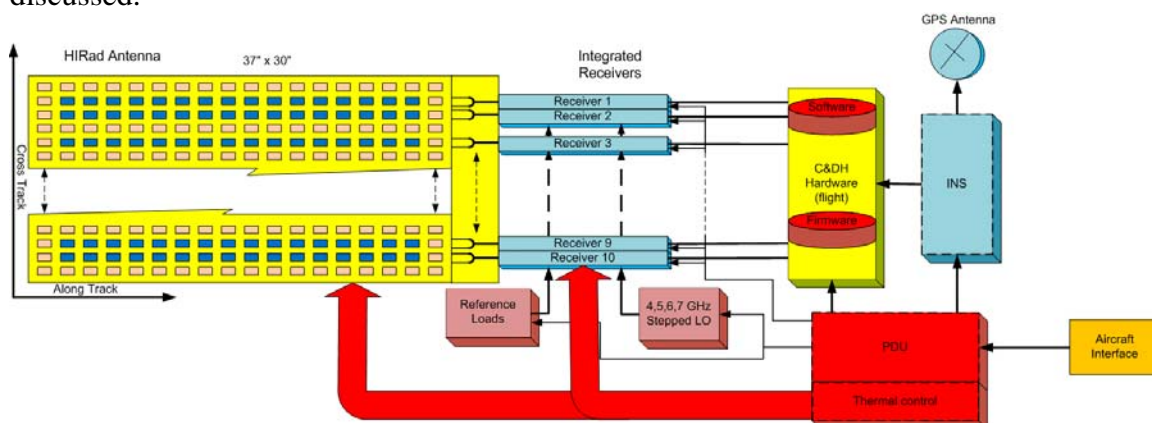 discussed.
GPS Antenna
HIRad Antenna
37" x 30"
Integrated
Receivers
Cross Track
Along Track
Receiver 1
Receiver 2
Receiver 3
Receiver 9
Receiver 10
Reference
Loads
4,5,6,7 GHz
Stepped LO
Software
C&DH
Hardware
(flight)
Firmware
INS
PDU
Thermal control
Aircraft
Interface